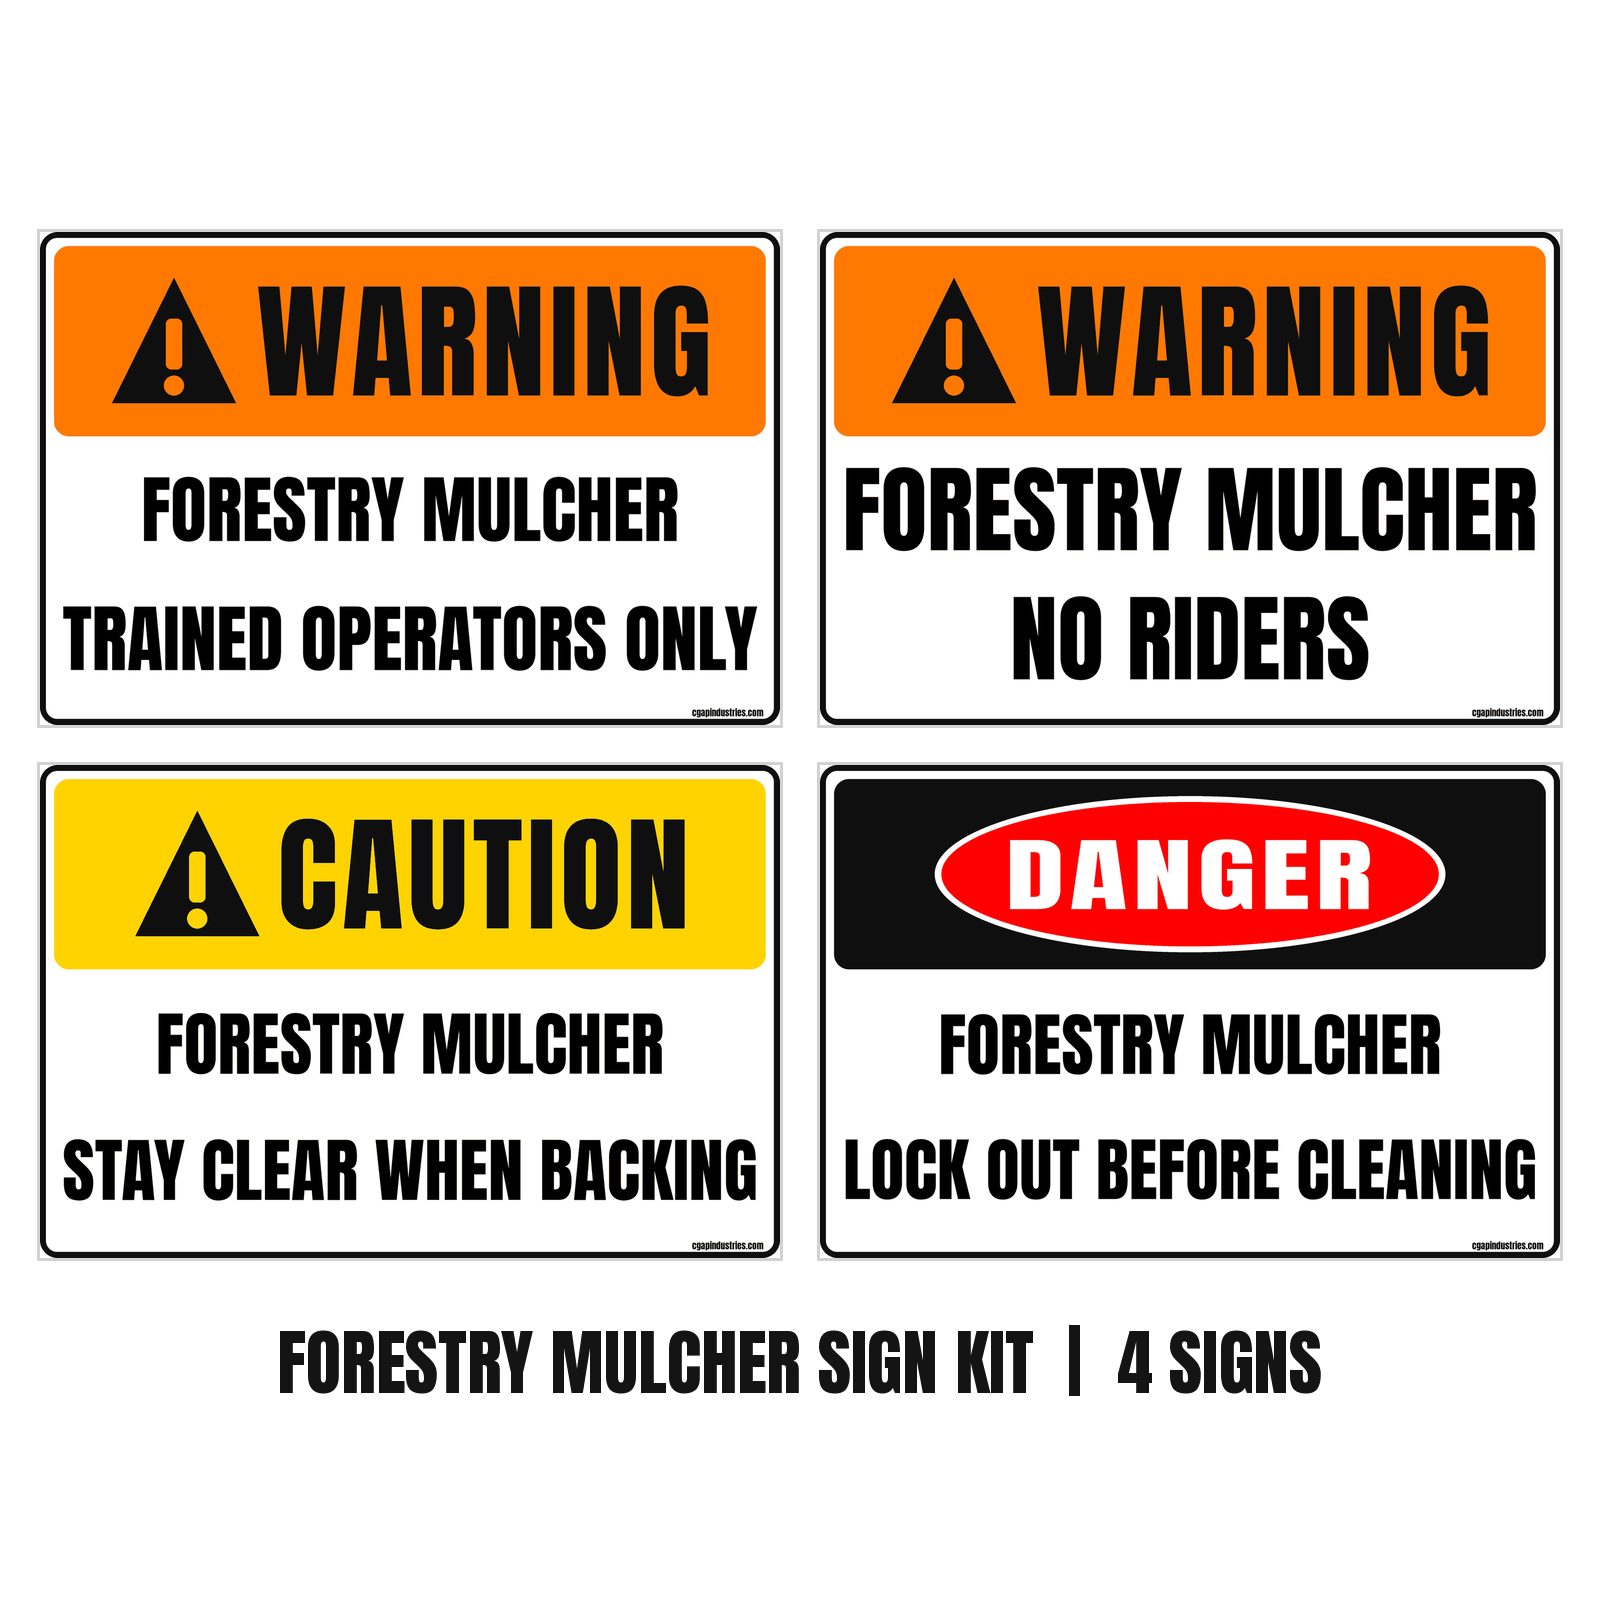 WARNING
FORESTRY MULCHER
TRAINED OPERATORS ONLY
cgapindustries.com
WARNING
FORESTRY MULCHER
NO RIDERS
cgapindustries.com
CAUTION
FORESTRY MULCHER
STAY CLEAR WHEN BACKING
cgapindustries.com
DANGER
FORESTRY MULCHER
LOCK OUT BEFORE CLEANING
cgapindustries.com
FORESTRY MULCHER SIGN KIT | 4 SIGNS